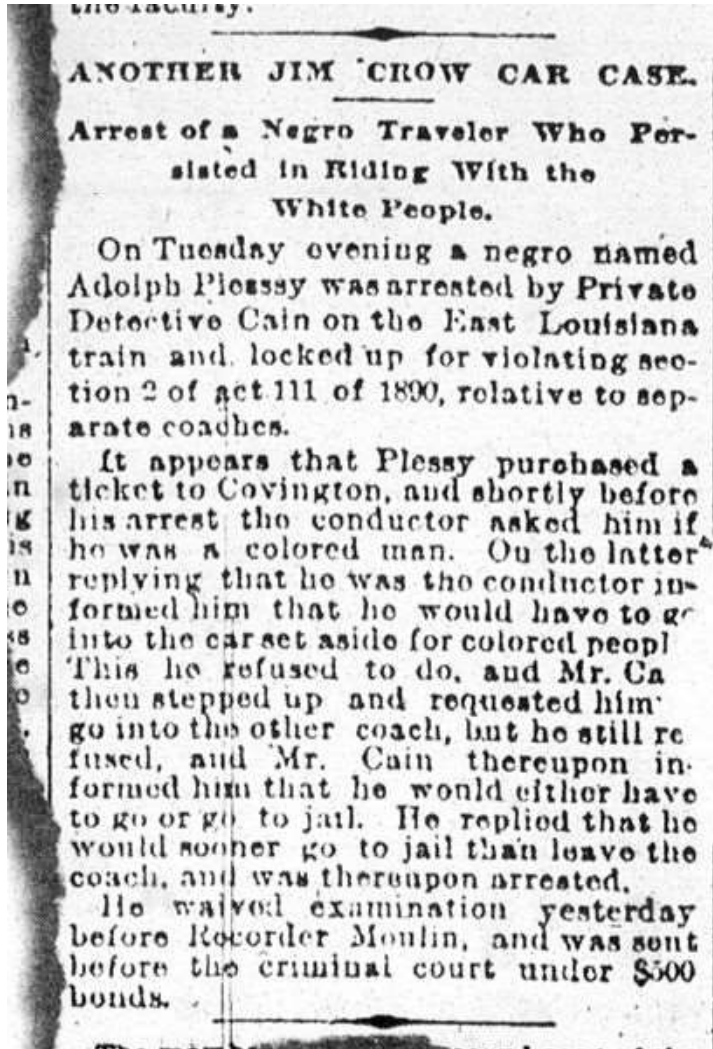 the faculty.
ANOTHER JIM CROW CAR CASE.
Arrest of a Negro Traveler Who Per-
sisted in Riding With the
White People.
On Tuesday evening a negro named
Adolph Plesssy was arrested by Private
Detective Cain on the East Louisiana
train and locked up for violating sec-
tion 2 of act 111 of 1890, relative to sep-
arate coaches.
It appears that Plessy purchased a
ticket to Covington, and shortly before
his arrest the conductor asked him if
he was a colored man. On the latter
replying that he was the conductor in-
formed him that he would have to go
into the car set aside for colored peopl
This he refused to do, and Mr. Ca
then stepped up and requested him
go into the other coach, but he still re
fused, and Mr. Cain thereupon in-
formed him that he would either have
to go or go to jail. He replied that he
would sooner go to jail than leave the
coach, and was thereupon arrested.
He waived examination yesterday
before Recorder Moulin, and was sent
before the criminal court under $500
bonds.